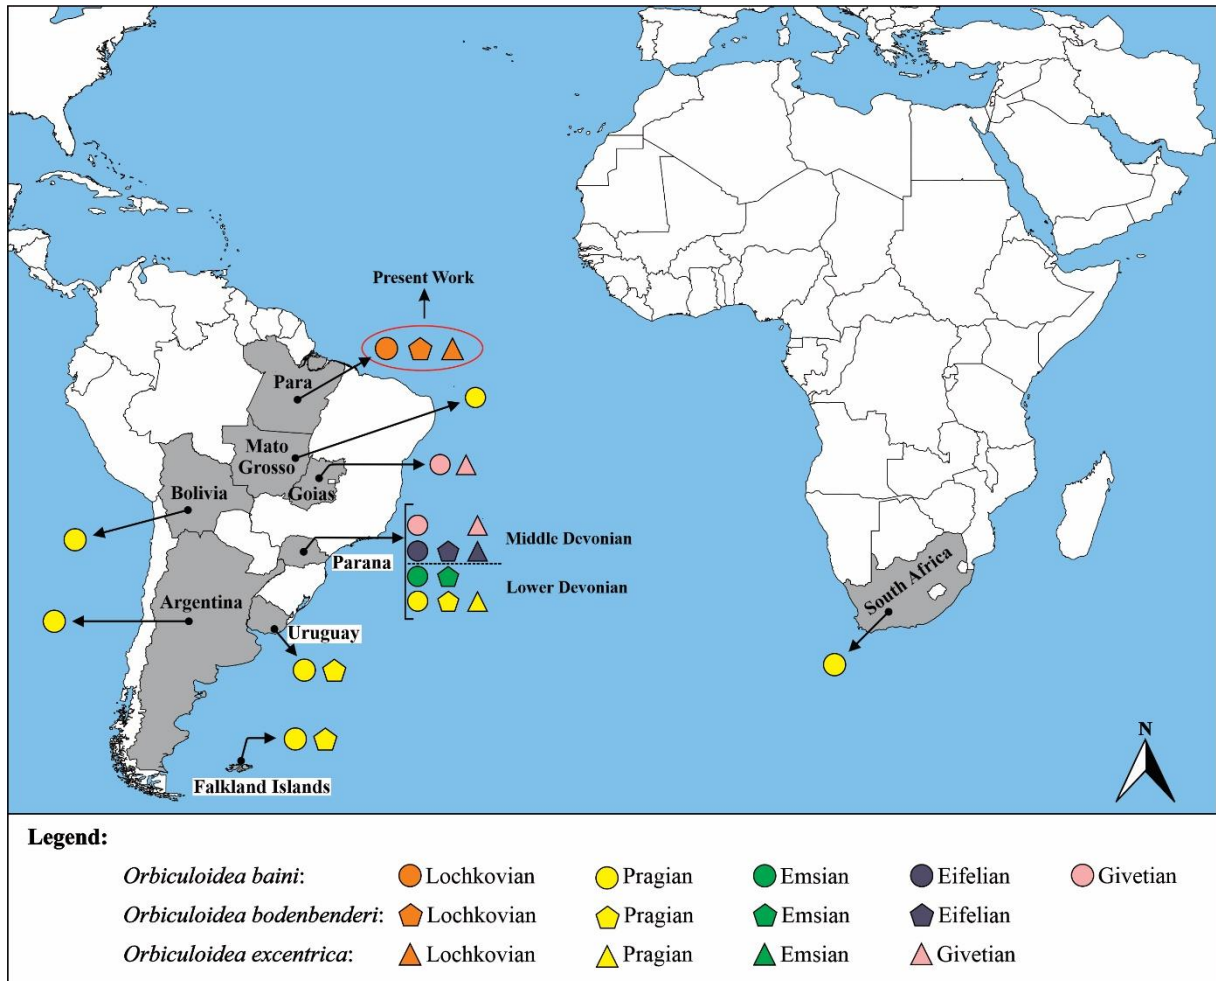 Present Work
Para
Mato
Grosso
Goias
Bolivia
Middle Devonian
Parana
Lower Devonian
Argentina
Uruguay
South Africa
Falkland Islands
N
Legend:
Orbiculoidea baini: Lochkovian Pragian Emsian Eifelian Givetian
Orbiculoidea bodenbenderi: Lochkovian Pragian Emsian Eifelian
Orbiculoidea excentrica: Lochkovian Pragian Emsian Givetian